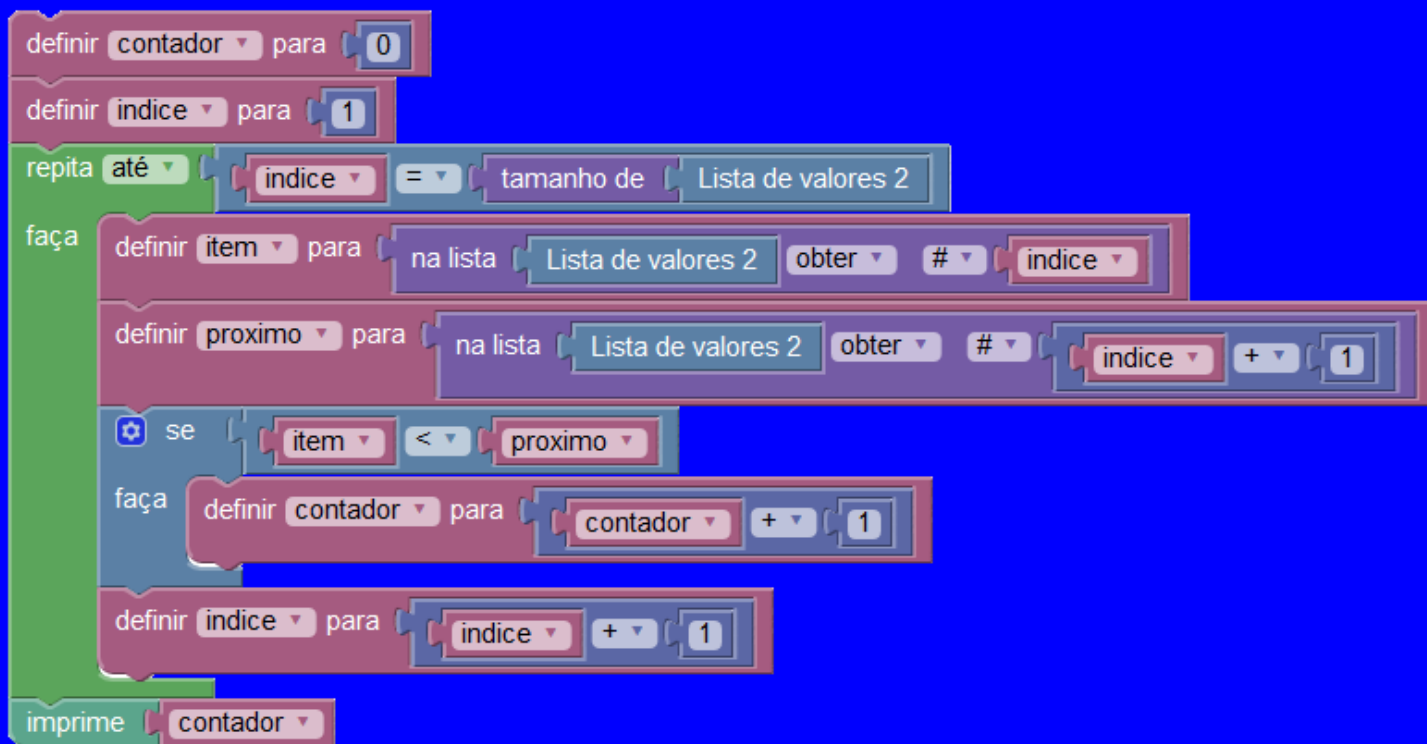 definir contador para 0
definir indice para 1
repita até indice = tamanho de Lista de valores 2
faça definir item para na lista Lista de valores 2 obter # indice
definir proximo para na lista Lista de valores 2 obter # indice + 1
se item < proximo
faça definir contador para contador + 1
definir indice para indice + 1
imprime contador